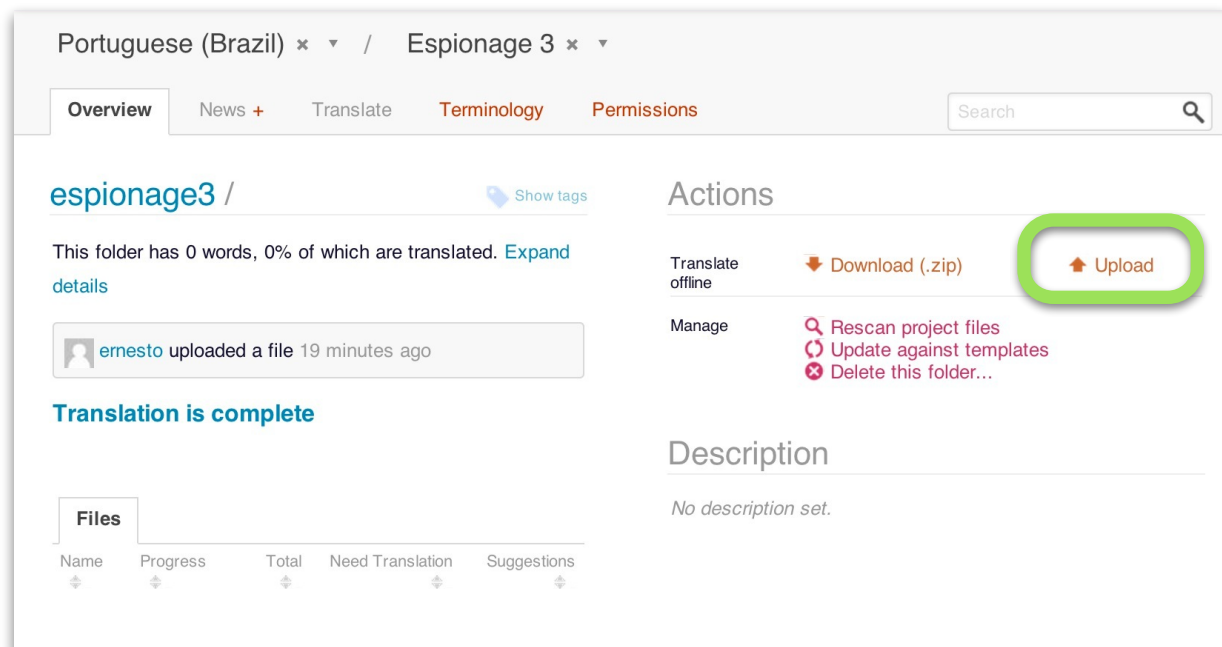 Portuguese (Brazil) × ▾ / Espionage 3 × ▾
Overview News + Translate Terminology Permissions Search
espionage3 / Show tags
This folder has 0 words, 0% of which are translated. Expand
details
ernesto uploaded a file 19 minutes ago
Translation is complete
Files
Name Progress Total Need Translation Suggestions
Actions
Translate
offline
Download (.zip) Upload
Manage
Rescan project files
Update against templates
Delete this folder...
Description
No description set.